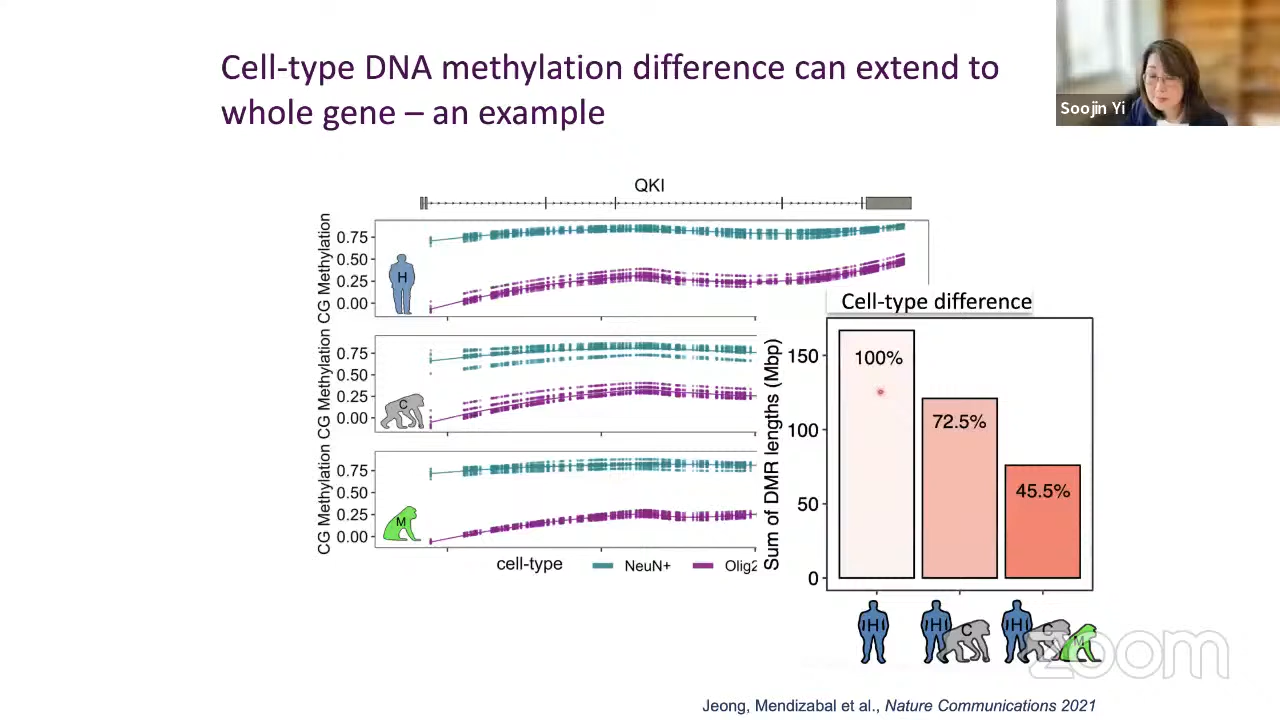 Cell-type DNA methylation difference can extend to
whole gene – an example
Soojin Yi
QKI
CG Methylation
0.75
0.50
0.25
0.00
H
CG Methylation
0.75
0.50
0.25
0.00
C
CG Methylation
0.75
0.50
0.25
0.00
M
cell-type NeuN+ Olig2
Cell-type difference
Sum of DMR lengths (Mbp)
150
100
50
0
100%
72.5%
45.5%
H H C H C M
zoom
Jeong, Mendizabal et al., Nature Communications 2021